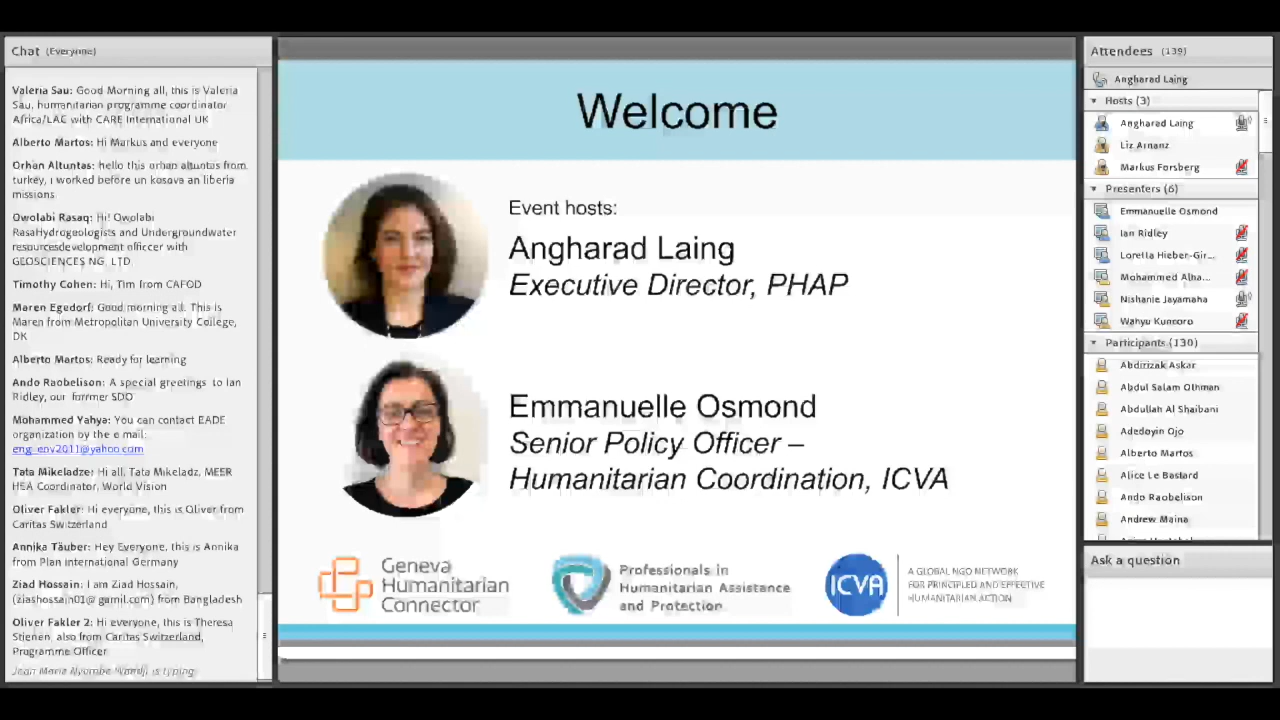 Chat (Everyone)
Valeria Sau: Good Morning all, this is Valeria
Sau, humanitarian programme coordinator
Africa/LAC with CARE International UK
Alberto Martos: Hi Markus and everyone
Orhan Altuntas: hello this orhan altuntas from
turkey, ı worked before un kosova an liberia
missions
Owolabi Rasaq: Hi! Owolabi
RasaHydrogeologists and Undergroundwater
resourcesdevelopment officcer with
GEOSCIENCES NG. LTD
Timothy Cohen: Hi, Tim from CAFOD
Maren Egedorf: Good morning all. This is
Maren from Metropolitan University College,
DK
Alberto Martos: Ready for learning
Ando Raobelison: A special greetings to Ian
Ridley, our formmer SDD
Mohammed Yahya: You can contact EADE
organization by the e mail:
eng_env2011@yahoo.com
Tata Mikeladze: Hi all, Tata Mikeladz, MEER
HEA Coordinator, World Vision
Oliver Fakler: Hi everyone, this is Oliver from
Caritas Switzerland
Annika Täuber: Hey Everyone, this is Annika
from Plan International Germany
Ziad Hossain: I am Ziad Hossain,
(ziashossain01@gamil.com) from Bangladesh
Oliver Fakler 2: Hi everyone, this is Theresa
Stienen, also from Caritas Switzerland,
Programme Officer
Jean Marie is typing
Welcome
Event hosts:
Angharad Laing
Executive Director, PHAP
Emmanuelle Osmond
Senior Policy Officer –
Humanitarian Coordination, ICVA
Geneva
Humanitarian
Connector
Professionals in
Humanitarian Assistance
and Protection
ICVA
A GLOBAL NGO NETWORK
FOR PRINCIPLED AND EFFECTIVE
HUMANITARIAN ACTION
Attendees (139)
Angharad Laing
Hosts (3)
Angharad Laing
Liz Arnanz
Markus Forsberg
Presenters (6)
Emmanuelle Osmond
Ian Ridley
Loretta Hieber-Gir...
Mohammed Alha...
Nishanie Jayamaha
Wahyu Kuncoro
Participants (130)
Abdirizak Askar
Abdul Salam Olhman
Abdullah Al Shaibani
Adedoyin Ojo
Alberto Martos
Alice Le Bastard
Ando Raobelison
Andrew Maina
Ask a question